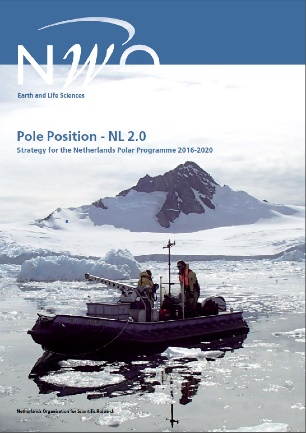 NWO
Earth and Life Sciences
Pole Position - NL 2.0
Strategy for the Netherlands Polar Programme 2016-2020
Netherlands Organisation for Scientific Research